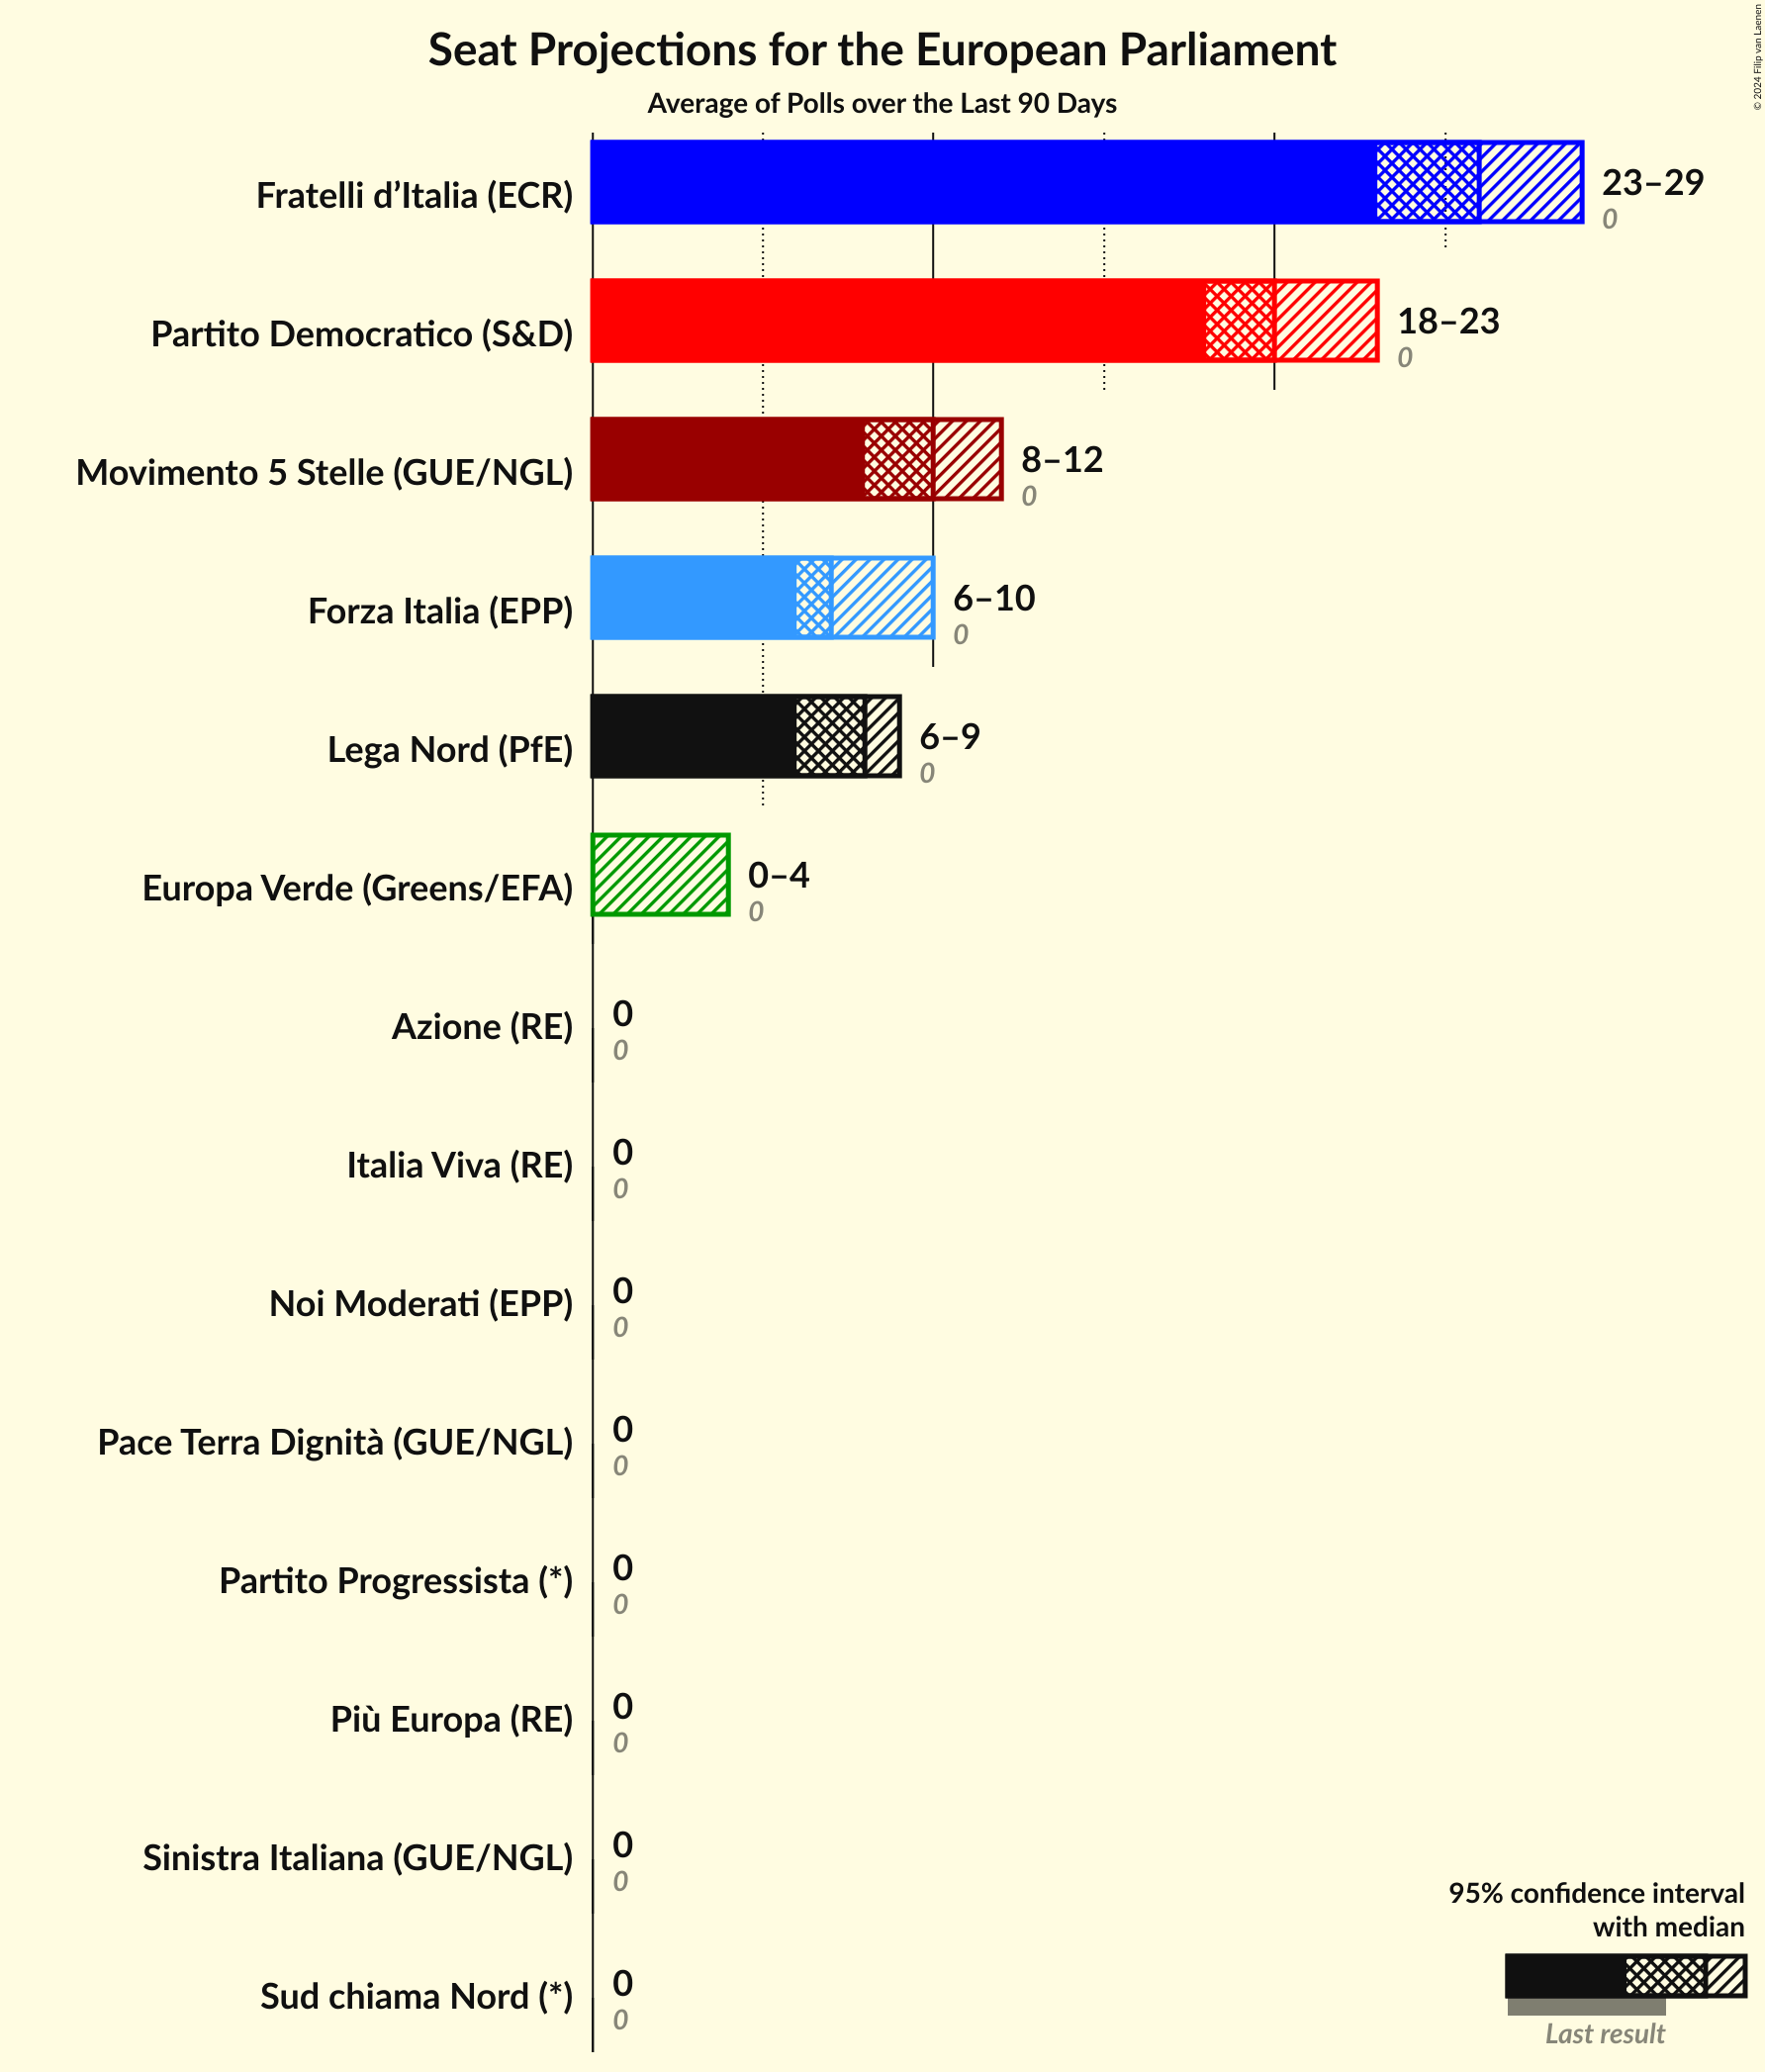 Seat Projections for the European Parliament
Average of Polls over the Last 90 Days
© 2024 Filip van Laenen
Fratelli d’Italia (ECR)
23–29
0
Partito Democratico (S&D)
18–23
0
Movimento 5 Stelle (GUE/NGL)
8–12
0
Forza Italia (EPP)
6–10
0
Lega Nord (PfE)
6–9
0
Europa Verde (Greens/EFA)
0–4
0
Azione (RE)
0
0
Italia Viva (RE)
0
0
Noi Moderati (EPP)
0
0
Pace Terra Dignità (GUE/NGL)
0
0
Partito Progressista (*)
0
0
Più Europa (RE)
0
0
Sinistra Italiana (GUE/NGL)
0
0
Sud chiama Nord (*)
0
0
95% confidence interval
with median
Last result